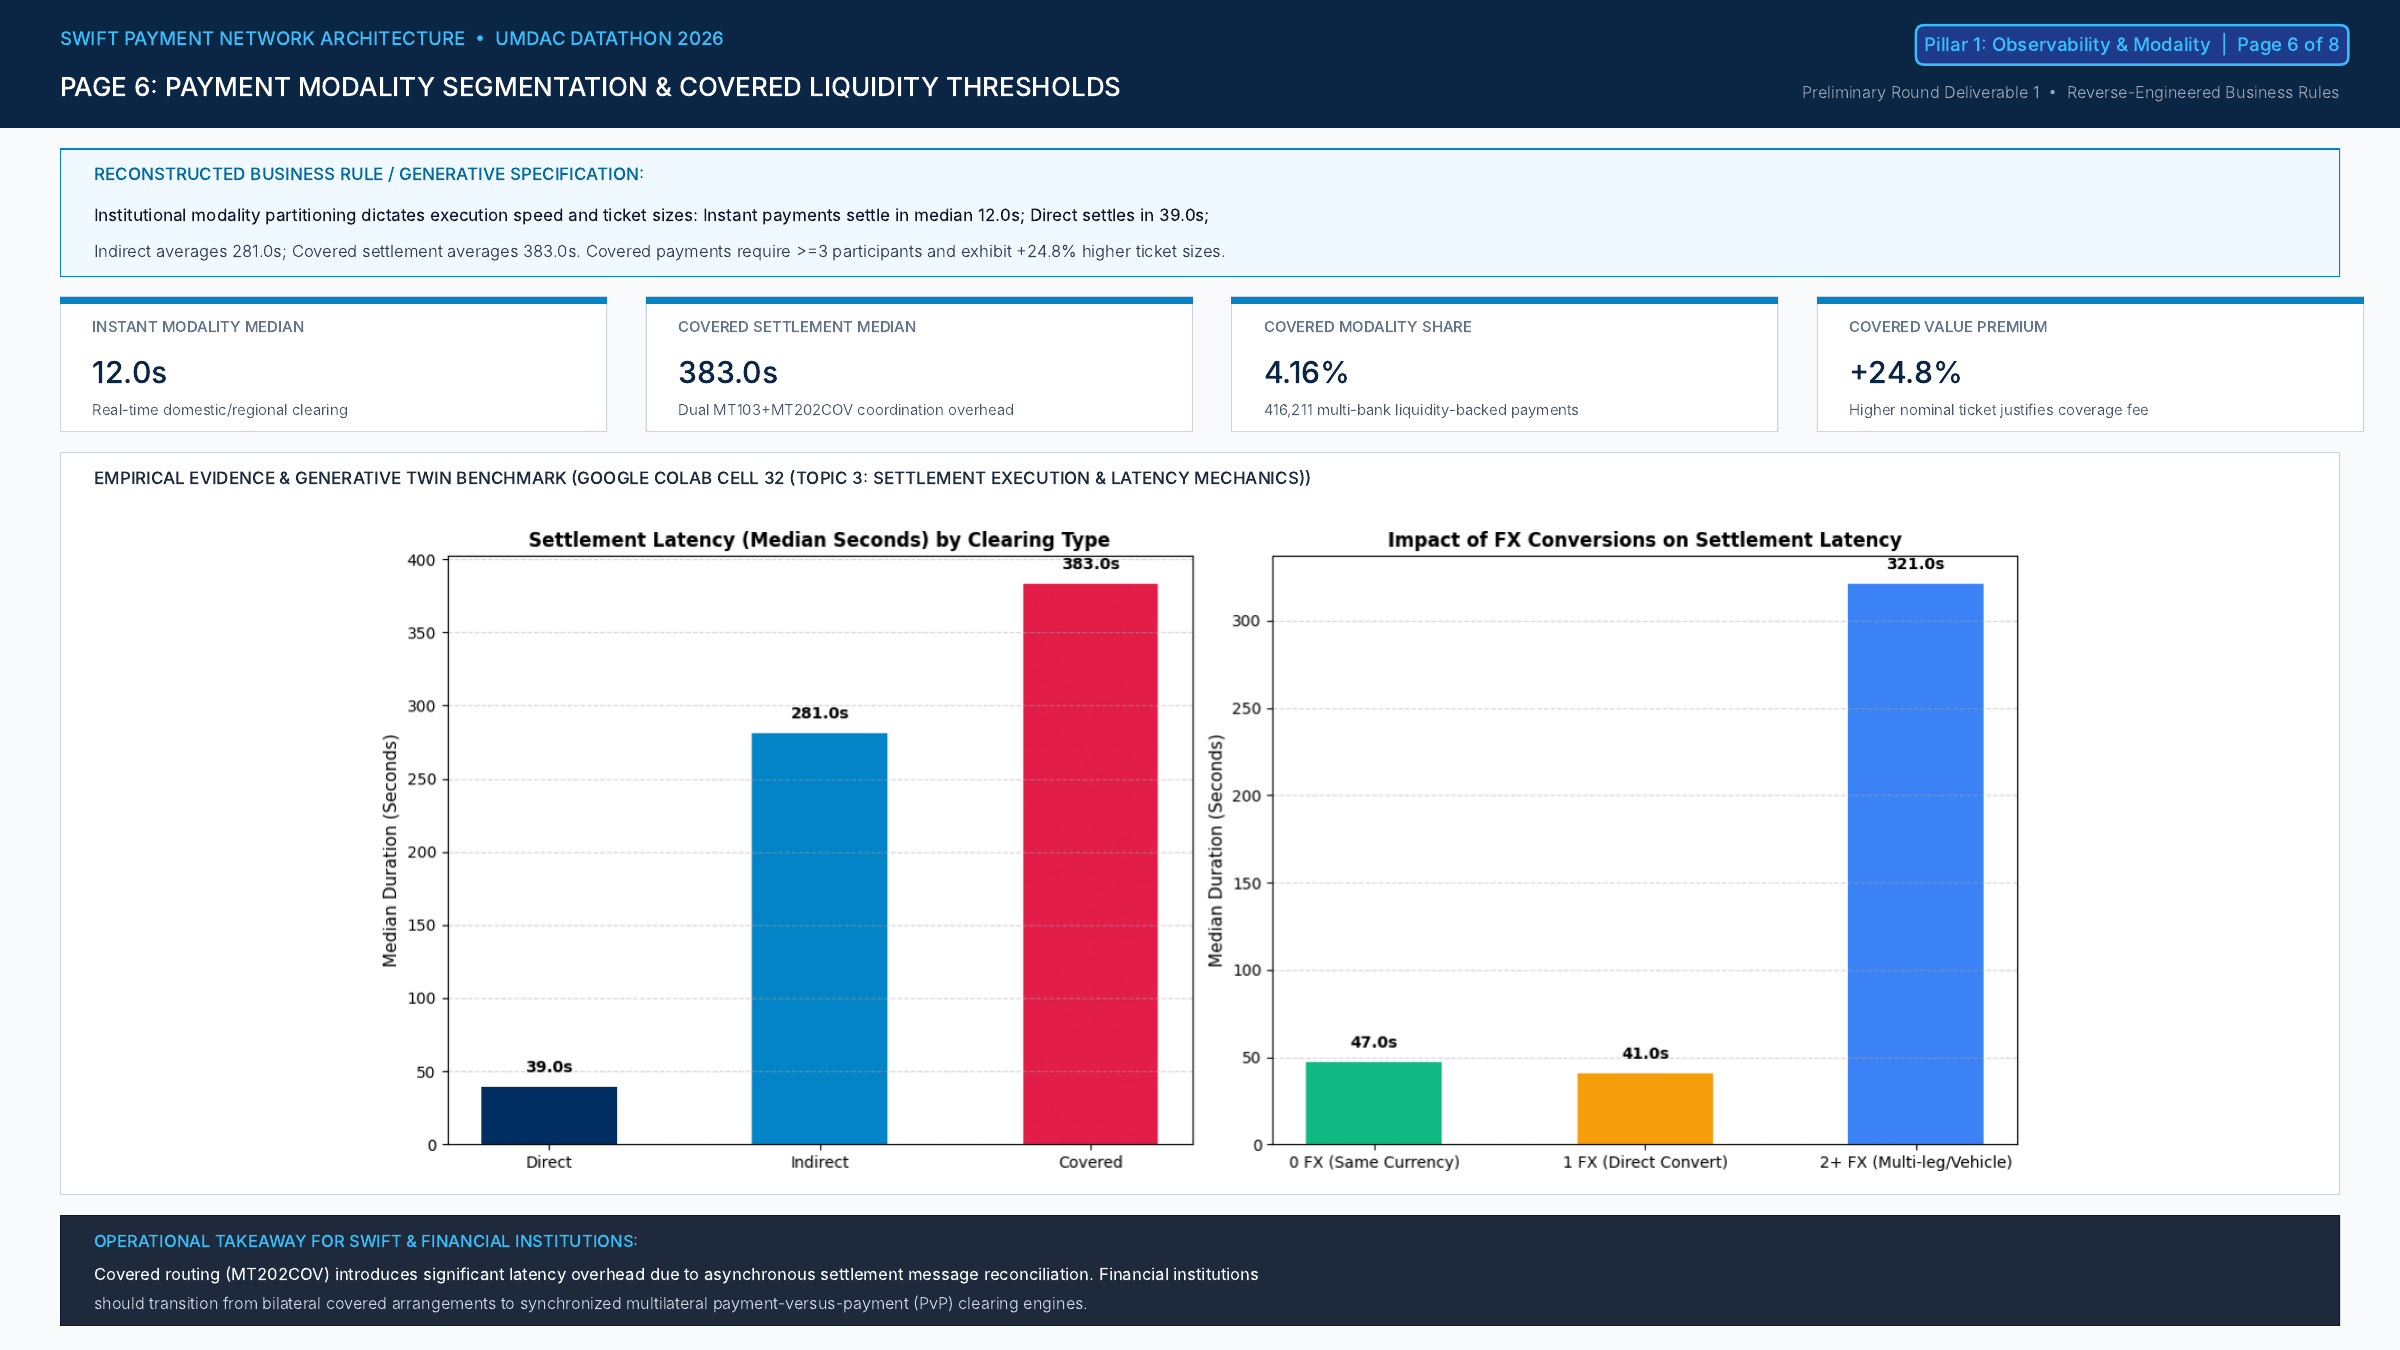 SWIFT PAYMENT NETWORK ARCHITECTURE • UMDAC DATATHON 2026
PAGE 6: PAYMENT MODALITY SEGMENTATION & COVERED LIQUIDITY THRESHOLDS
Pillar 1: Observability & Modality | Page 6 of 8
Preliminary Round Deliverable 1 • Reverse-Engineered Business Rules
RECONSTRUCTED BUSINESS RULE / GENERATIVE SPECIFICATION:
Institutional modality partitioning dictates execution speed and ticket sizes: Instant payments settle in median 12.0s; Direct settles in 39.0s;
Indirect averages 281.0s; Covered settlement averages 383.0s. Covered payments require >=3 participants and exhibit +24.8% higher ticket sizes.
INSTANT MODALITY MEDIAN
12.0s
Real-time domestic/regional clearing
COVERED SETTLEMENT MEDIAN
383.0s
Dual MT103+MT202COV coordination overhead
COVERED MODALITY SHARE
4.16%
416,211 multi-bank liquidity-backed payments
COVERED VALUE PREMIUM
+24.8%
Higher nominal ticket justifies coverage fee
EMPIRICAL EVIDENCE & GENERATIVE TWIN BENCHMARK (GOOGLE COLAB CELL 32 (TOPIC 3: SETTLEMENT EXECUTION & LATENCY MECHANICS))
Settlement Latency (Median Seconds) by Clearing Type
Median Duration (Seconds)
400
350
300
250
200
150
100
50
0
39.0s
281.0s
383.0s
Direct
Indirect
Covered
Impact of FX Conversions on Settlement Latency
Median Duration (Seconds)
300
250
200
150
100
50
0
47.0s
41.0s
321.0s
0 FX (Same Currency)
1 FX (Direct Convert)
2+ FX (Multi-leg/Vehicle)
OPERATIONAL TAKEAWAY FOR SWIFT & FINANCIAL INSTITUTIONS:
Covered routing (MT202COV) introduces significant latency overhead due to asynchronous settlement message reconciliation. Financial institutions
should transition from bilateral covered arrangements to synchronized multilateral payment-versus-payment (PvP) clearing engines.